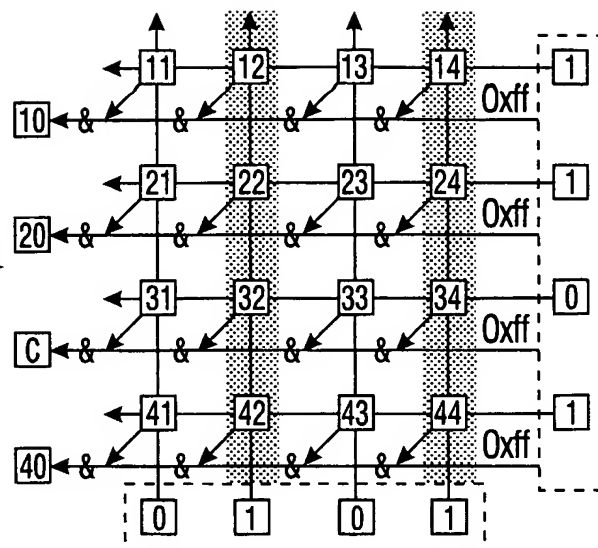 11 12 13 14 1
0xff
10 & & & &
21 22 23 24 1
0xff
20 & & & &
31 32 33 34 0
0xff
C & & & &
41 42 43 44 1
0xff
40 & & & &
0 1 0 1